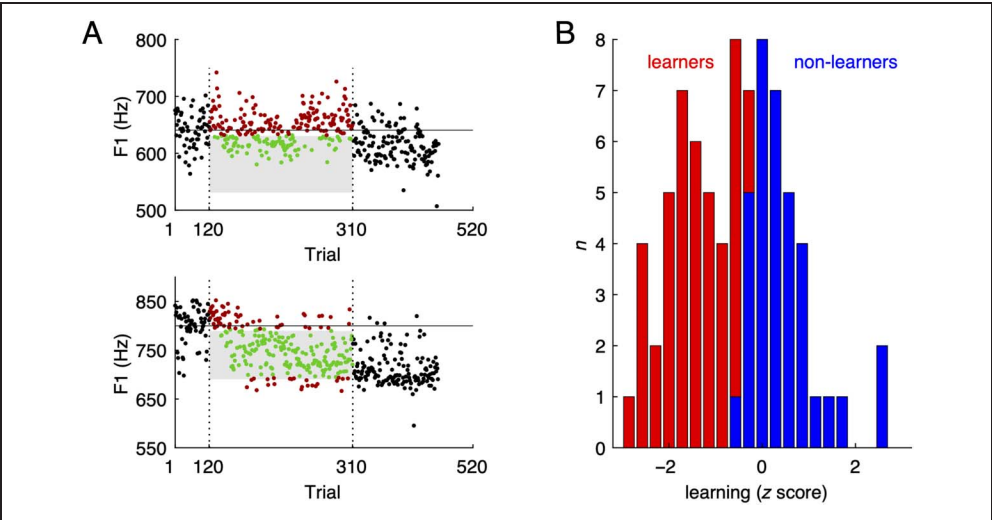 A
800
700
600
500
F1 (Hz)
1 120 310 520
Trial
850
750
650
550
F1 (Hz)
1 120 310 520
Trial
B
learners non-learners
8
7
6
5
4
3
2
1
0
n
−2 0 2
learning (z score)